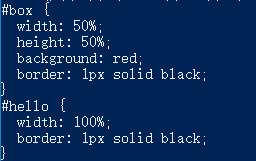 #box {
  width: 50%;
  height: 50%;
  background: red;
  border: 1px solid black;
}
#hello {
  width: 100%;
  border: 1px solid black;
}